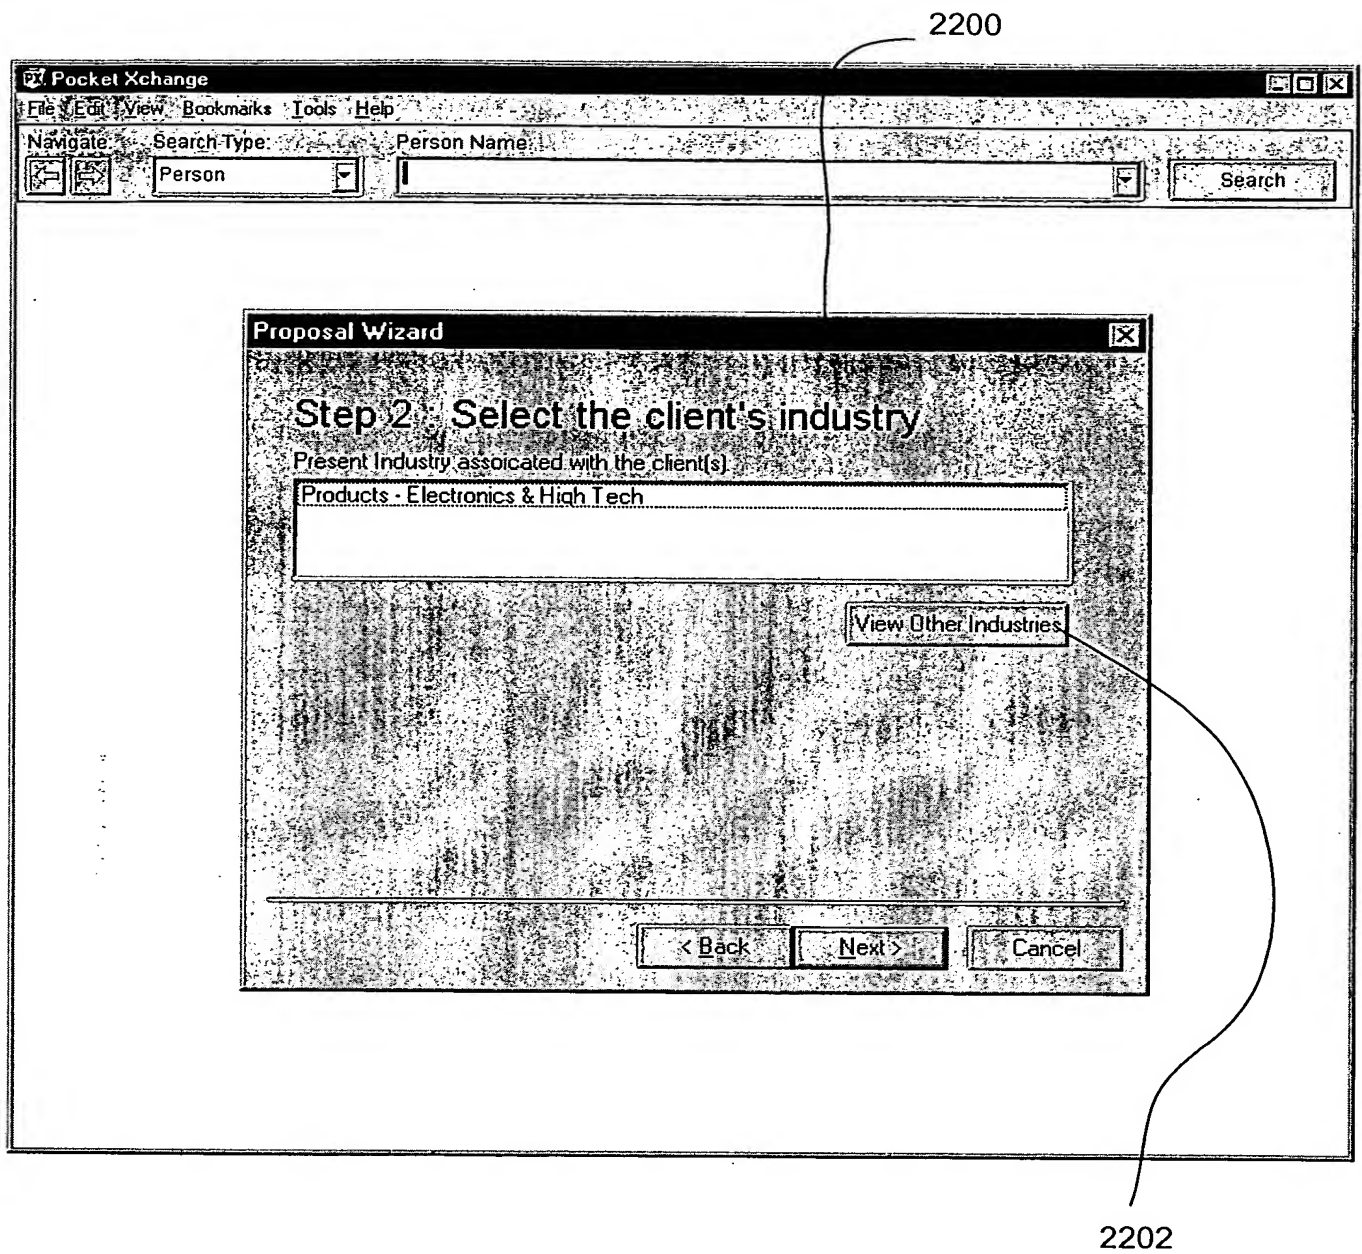 2200
PX Pocket Xchange
File Edit View Bookmarks Tools Help
Navigate: Search Type: Person Name
Person Search
Proposal Wizard
Step 2 : Select the client's industry
Present Industry assoicated with the client(s)
Products - Electronics & High Tech
View Other Industries
< Back Next > Cancel
2202